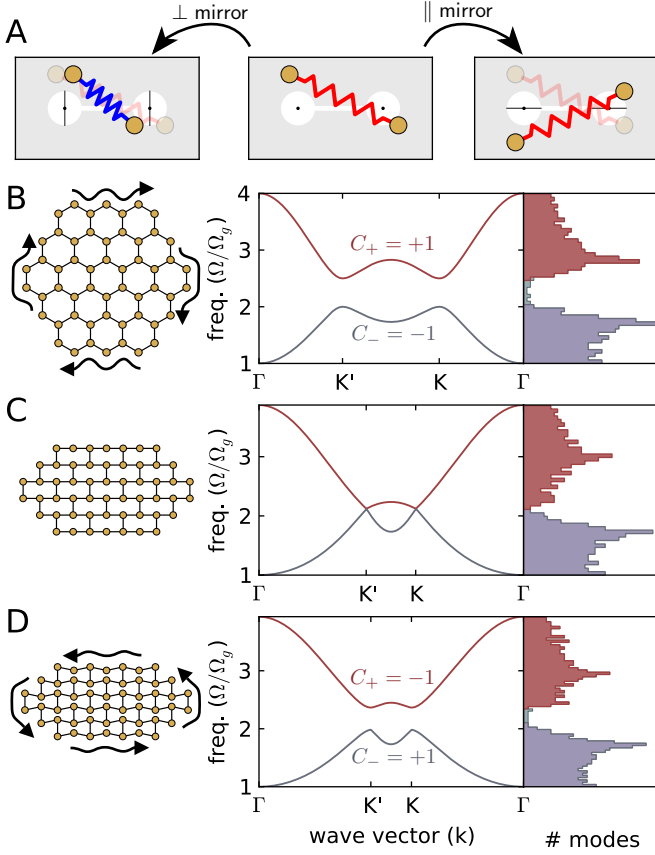 A
⊥ mirror
∥ mirror
B
freq. (Ω/Ω_g)
4
3
2
1
C_+ = +1
C_− = −1
Γ
K'
K
Γ
C
freq. (Ω/Ω_g)
3
2
1
Γ
K'
K
Γ
D
freq. (Ω/Ω_g)
3
2
1
C_+ = −1
C_− = +1
Γ
K'
K
Γ
wave vector (k)
# modes